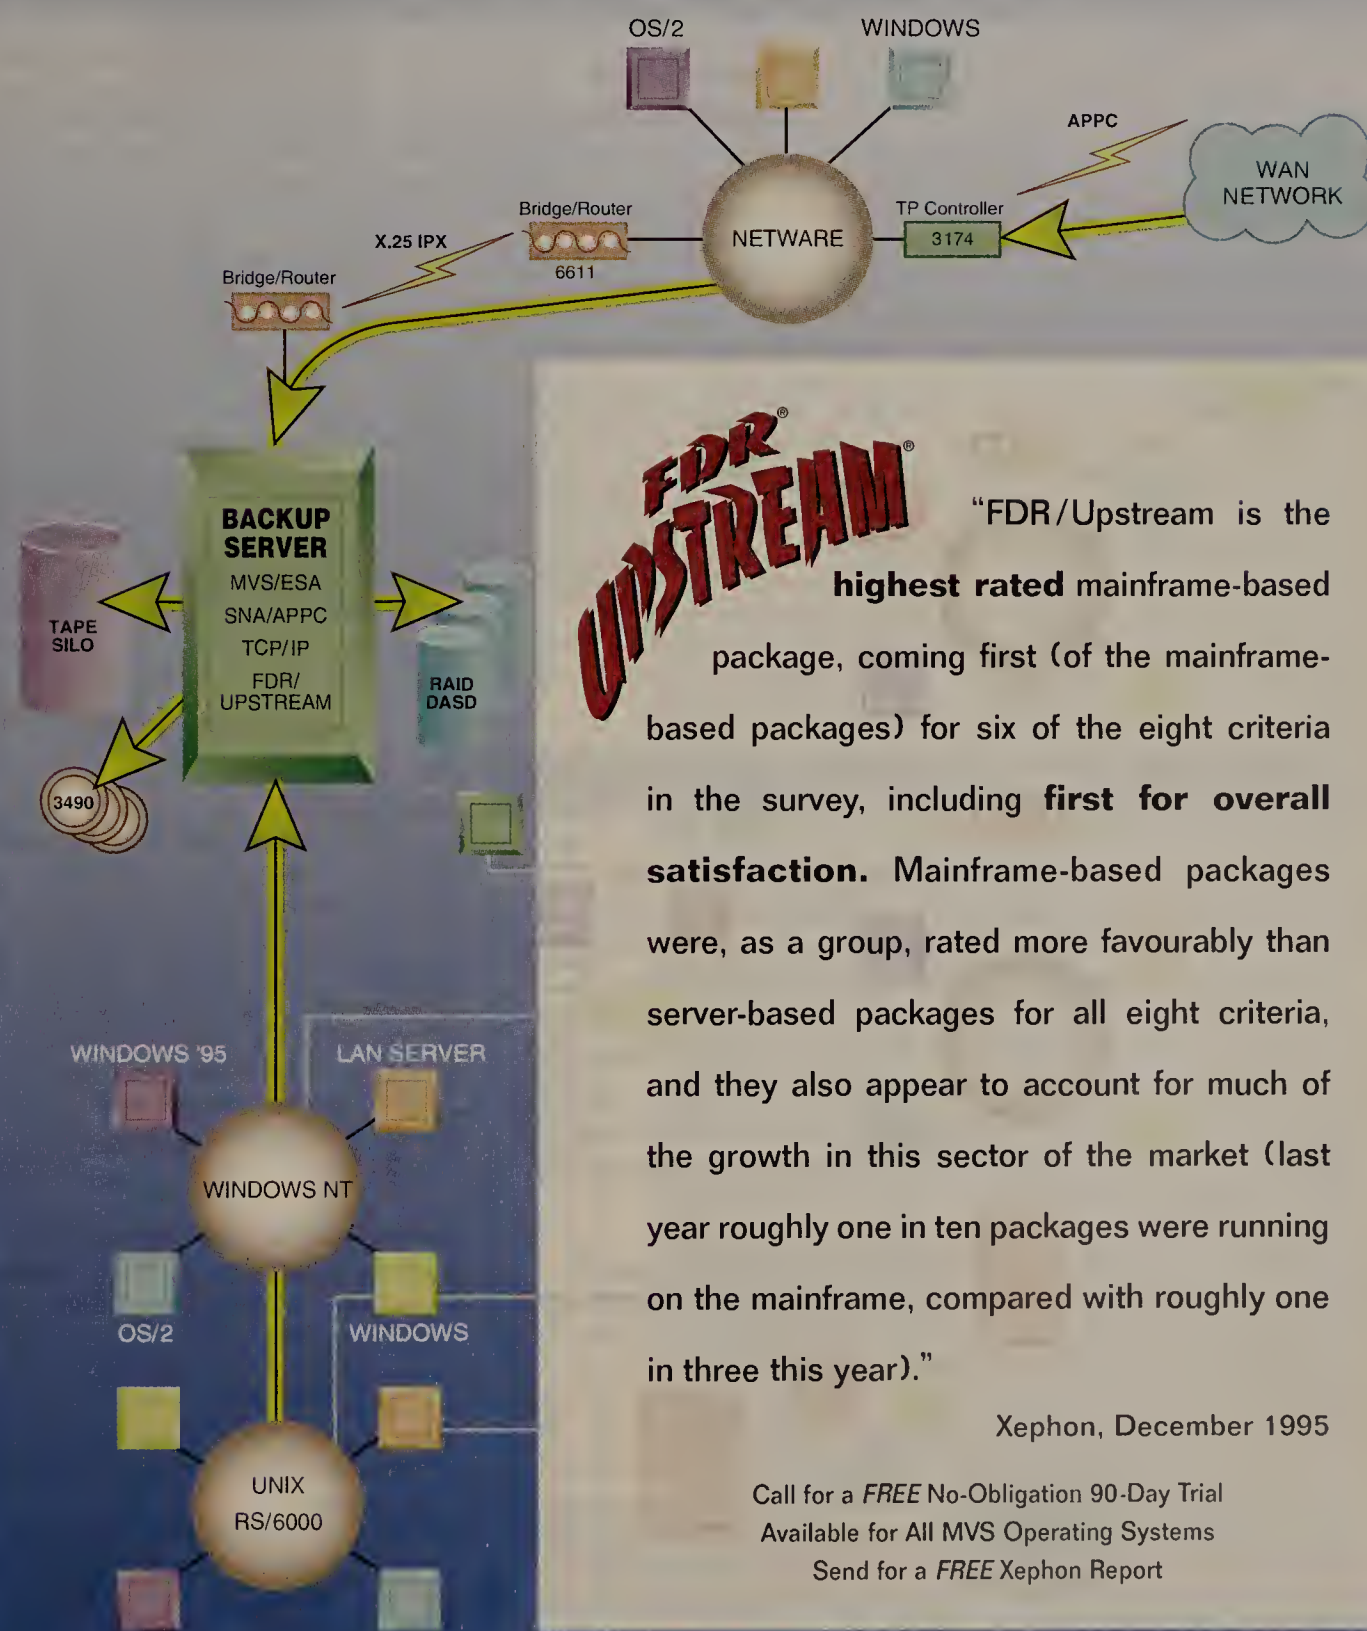 OS/2
WINDOWS
APPC
WAN
NETWORK
Bridge/Router
TP Controller
X.25 IPX
NETWARE
3174
6611
Bridge/Router
FDR®
UPSTREAM®
BACKUP
SERVER
MVS/ESA
SNA/APPC
TCP/IP
FDR/
UPSTREAM
TAPE
SILO
RAID
DASD
3490
WINDOWS '95
LAN SERVER
WINDOWS NT
OS/2
WINDOWS
UNIX
RS/6000
“FDR/Upstream is the
highest rated mainframe-based
package, coming first (of the mainframe-
based packages) for six of the eight criteria
in the survey, including first for overall
satisfaction. Mainframe-based packages
were, as a group, rated more favourably than
server-based packages for all eight criteria,
and they also appear to account for much of
the growth in this sector of the market (last
year roughly one in ten packages were running
on the mainframe, compared with roughly one
in three this year).”
Xephon, December 1995
Call for a FREE No-Obligation 90-Day Trial
Available for All MVS Operating Systems
Send for a FREE Xephon Report